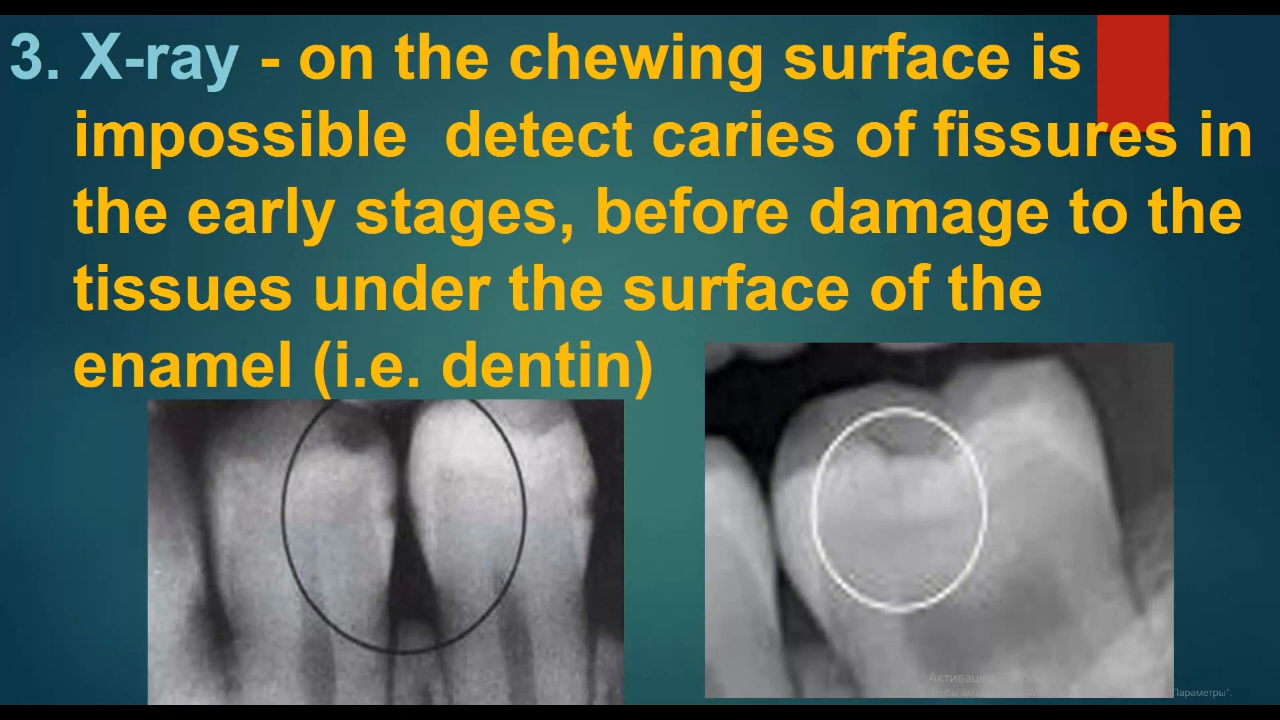 3. X-ray - on the chewing surface is
impossible detect caries of fissures in
the early stages, before damage to the
tissues under the surface of the
enamel (i.e. dentin)
"Параметры".